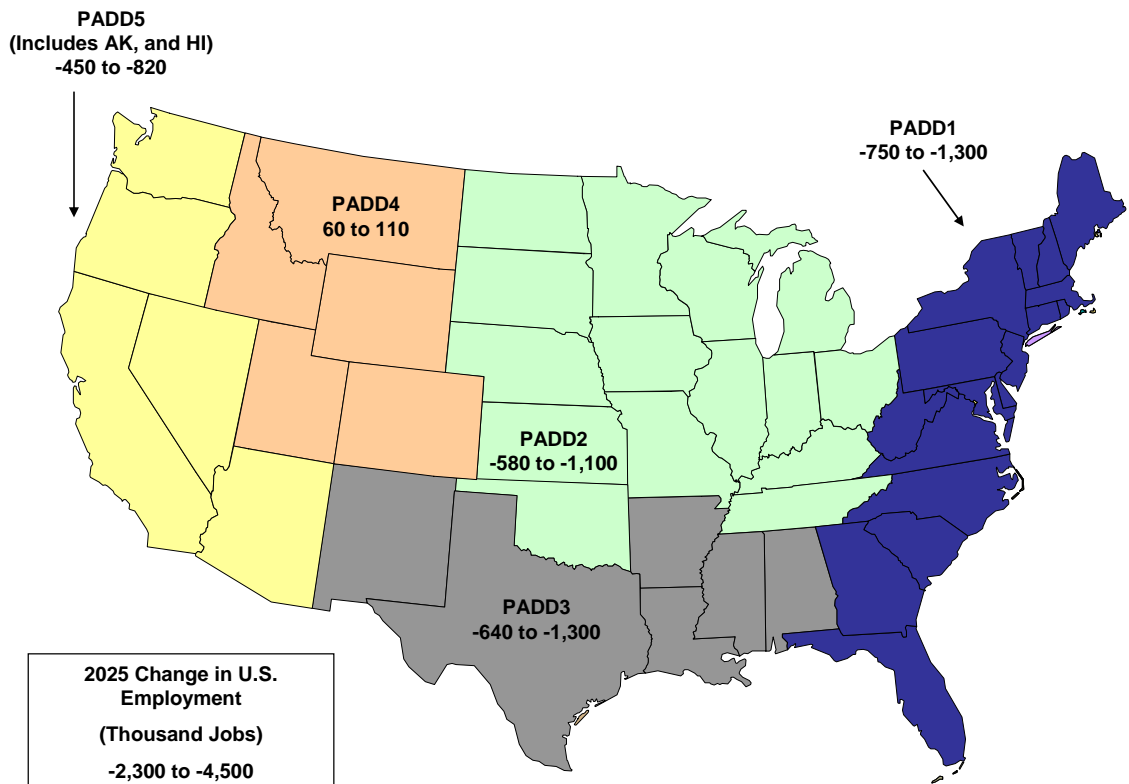 PADD5
(Includes AK, and HI)
-450 to -820
PADD1
-750 to -1,300
PADD4
60 to 110
PADD2
-580 to -1,100
PADD3
-640 to -1,300
2025 Change in U.S.
Employment
(Thousand Jobs)
-2,300 to -4,500